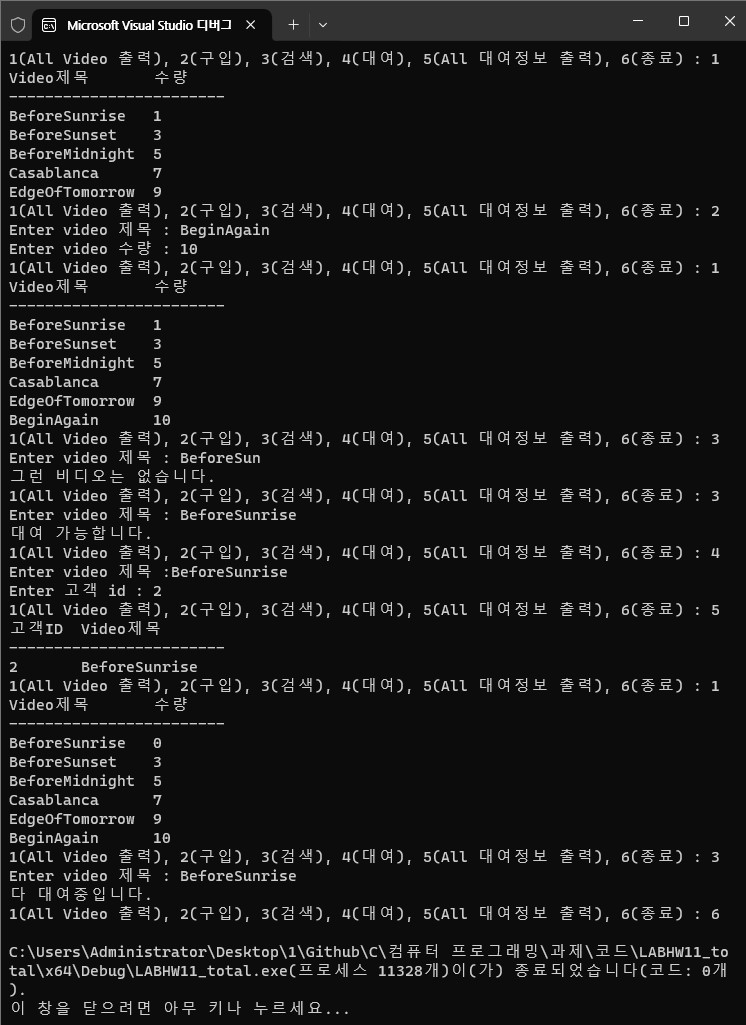 Microsoft Visual Studio 디버그
1(All Video 출력), 2(구입), 3(검색), 4(대여), 5(All 대여정보 출력), 6(종료) : 1
Video제목        수량
------------------------
BeforeSunrise   1
BeforeSunset    3
BeforeMidnight  5
Casablanca      7
EdgeOfTomorrow  9
1(All Video 출력), 2(구입), 3(검색), 4(대여), 5(All 대여정보 출력), 6(종료) : 2
Enter video 제목 : BeginAgain
Enter video 수량 : 10
1(All Video 출력), 2(구입), 3(검색), 4(대여), 5(All 대여정보 출력), 6(종료) : 1
Video제목        수량
------------------------
BeforeSunrise   1
BeforeSunset    3
BeforeMidnight  5
Casablanca      7
EdgeOfTomorrow  9
BeginAgain      10
1(All Video 출력), 2(구입), 3(검색), 4(대여), 5(All 대여정보 출력), 6(종료) : 3
Enter video 제목 : BeforeSun
그런 비디오는 없습니다.
1(All Video 출력), 2(구입), 3(검색), 4(대여), 5(All 대여정보 출력), 6(종료) : 3
Enter video 제목 : BeforeSunrise
대여 가능합니다.
1(All Video 출력), 2(구입), 3(검색), 4(대여), 5(All 대여정보 출력), 6(종료) : 4
Enter video 제목 :BeforeSunrise
Enter 고객 id : 2
1(All Video 출력), 2(구입), 3(검색), 4(대여), 5(All 대여정보 출력), 6(종료) : 5
고객ID  Video제목
------------------------
2       BeforeSunrise
1(All Video 출력), 2(구입), 3(검색), 4(대여), 5(All 대여정보 출력), 6(종료) : 1
Video제목        수량
------------------------
BeforeSunrise   0
BeforeSunset    3
BeforeMidnight  5
Casablanca      7
EdgeOfTomorrow  9
BeginAgain      10
1(All Video 출력), 2(구입), 3(검색), 4(대여), 5(All 대여정보 출력), 6(종료) : 3
Enter video 제목 : BeforeSunrise
다 대여중입니다.
1(All Video 출력), 2(구입), 3(검색), 4(대여), 5(All 대여정보 출력), 6(종료) : 6
C:\Users\Administrator\Desktop\1\Github\C\컴퓨터 프로그래밍\과제\코드\LABHW11_to
tal\x64\Debug\LABHW11_total.exe(프로세스 11328개)이(가) 종료되었습니다(코드: 0개
).
이 창을 닫으려면 아무 키나 누르세요...